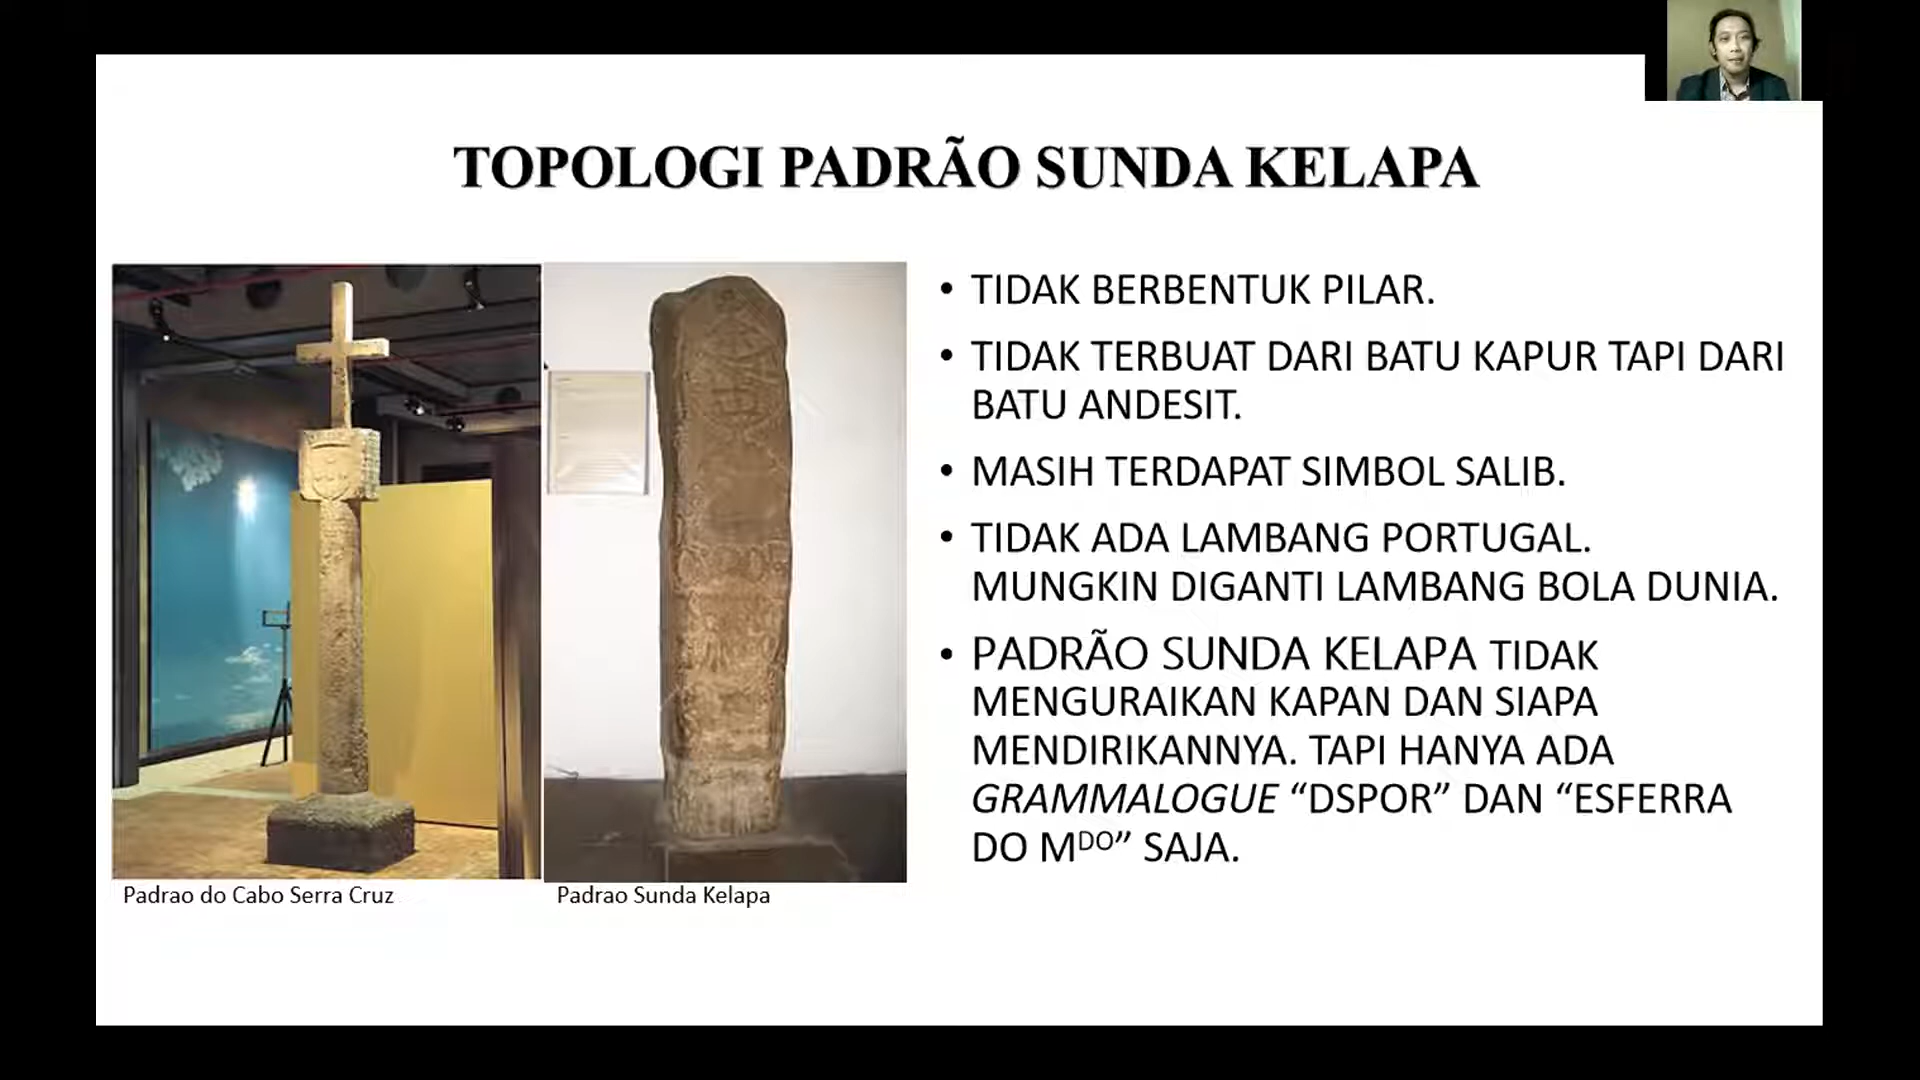 TOPOLOGI PADRÃO SUNDA KELAPA
• TIDAK BERBENTUK PILAR.
• TIDAK TERBUAT DARI BATU KAPUR TAPI DARI
BATU ANDESIT.
• MASIH TERDAPAT SIMBOL SALIB.
• TIDAK ADA LAMBANG PORTUGAL.
MUNGKIN DIGANTI LAMBANG BOLA DUNIA.
• PADRÃO SUNDA KELAPA TIDAK
MENGURAIKAN KAPAN DAN SIAPA
MENDIRIKANNYA. TAPI HANYA ADA
GRAMMALOGUE “DSPOR” DAN “ESFERRA
DO Mᴰᴼ” SAJA.
Padrao do Cabo Serra Cruz
Padrao Sunda Kelapa